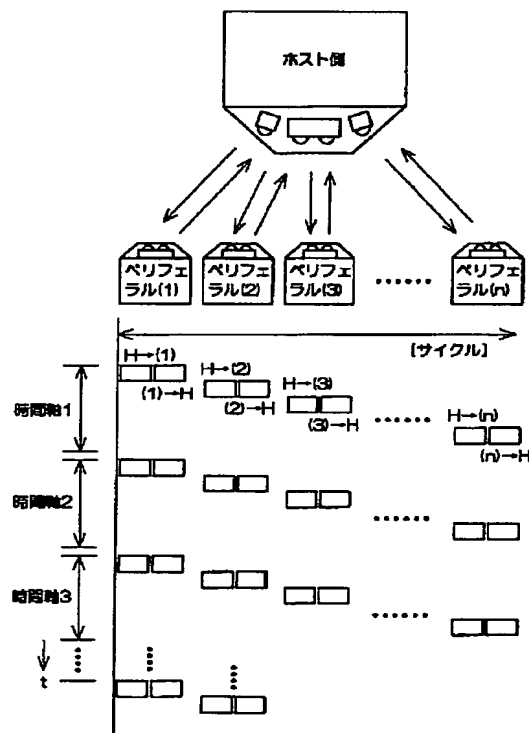 ホスト側
ペリフェ
ラル(1)
ペリフェ
ラル(2)
ペリフェ
ラル(3)
ペリフェ
ラル(n)
[サイクル]
H→(1)
(1)→H
H→(2)
(2)→H
H→(3)
(3)→H
H→(n)
(n)→H
時間軸1
時間軸2
時間軸3
t